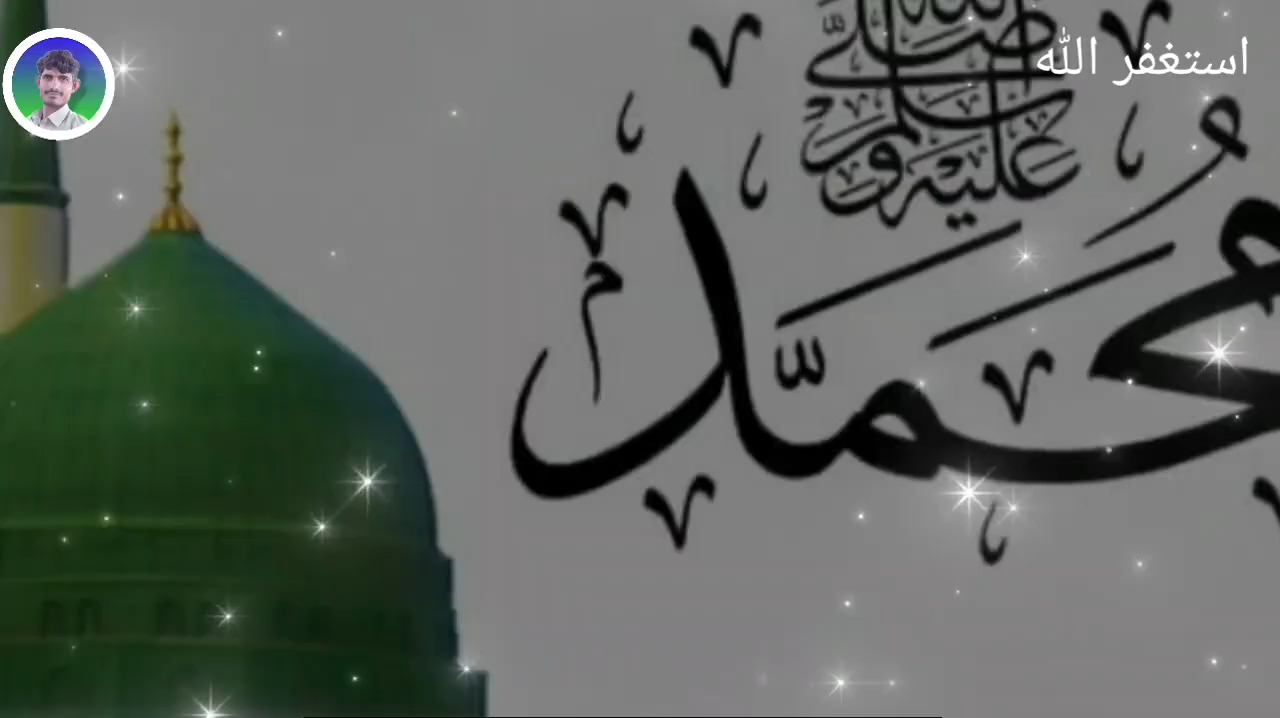 استغفر الله
صلى الله
عليه وسلم
محمد